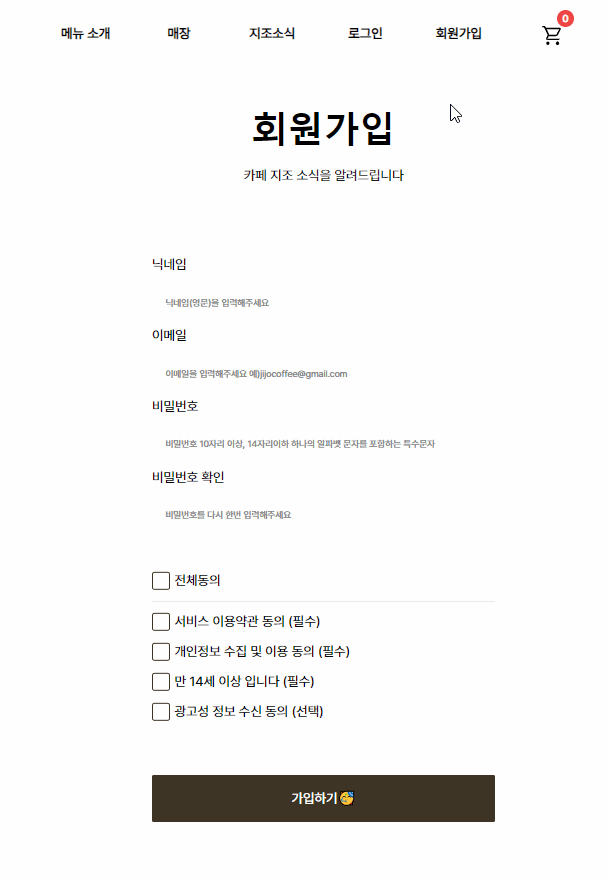 메뉴 소개 매장 지조소식 로그인 회원가입 0
회원가입
카페 지조 소식을 알려드립니다
닉네임
닉네임(영문)을 입력해주세요
이메일
이메일을 입력해주세요 예)jijocoffee@gmail.com
비밀번호
비밀번호 10자리 이상, 14자리이하 하나의 알파벳 문자를 포함하는 특수문자
비밀번호 확인
비밀번호를 다시 한번 입력해주세요
전체동의
서비스 이용약관 동의 (필수)
개인정보 수집 및 이용 동의 (필수)
만 14세 이상 입니다 (필수)
광고성 정보 수신 동의 (선택)
가입하기 🥳